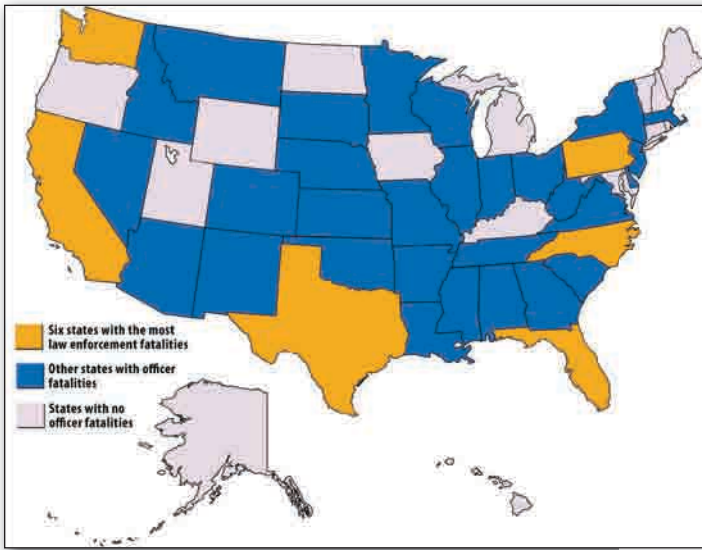 Six states with the most
law enforcement fatalities
Other states with officer
fatalities
States with no
officer fatalities